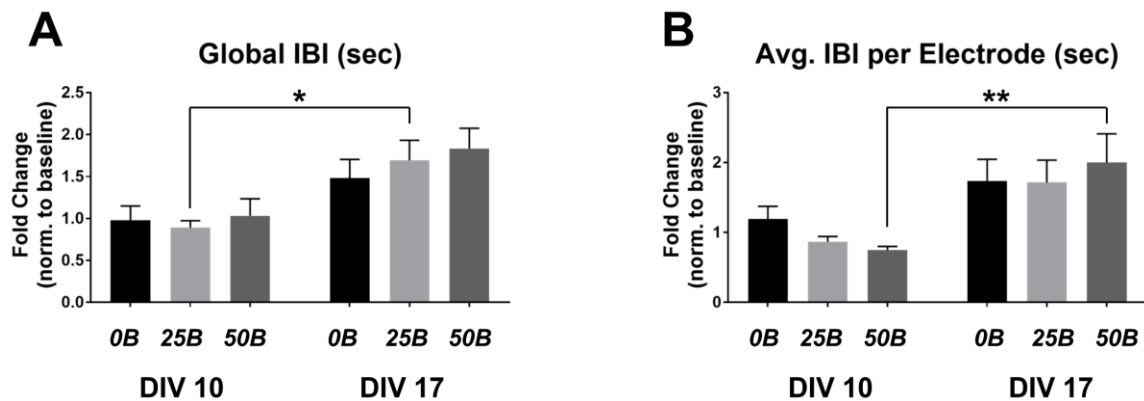 A
Global IBI (sec)
Fold Change
(norm. to baseline)
2.5
2.0
1.5
1.0
0.5
0.0
*
0B 25B 50B 0B 25B 50B
DIV 10 DIV 17
B
Avg. IBI per Electrode (sec)
Fold Change
(norm. to baseline)
3
2
1
0
**
0B 25B 50B 0B 25B 50B
DIV 10 DIV 17